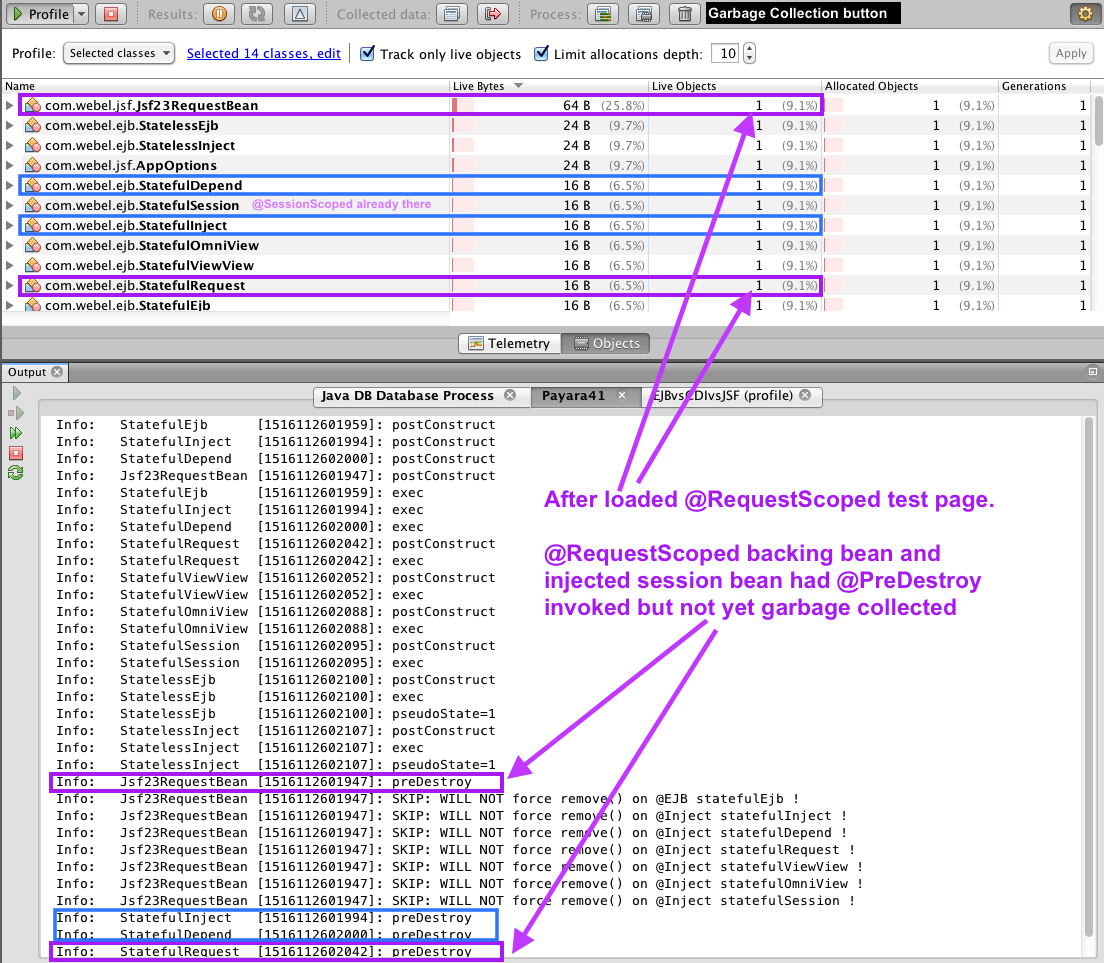 Profile Results: Collected data: Process: Garbage Collection button
Profile: Selected classes Selected 14 classes, edit Track only live objects Limit allocations depth: 10 Apply
Name Live Bytes Live Objects Allocated Objects Generations
com.webel.jsf.Jsf23RequestBean 64 B (25.8%) 1 (9.1%) 1 (9.1%) 1
com.webel.ejb.StatelessEjb 24 B (9.7%) 1 (9.1%) 1 (9.1%) 1
com.webel.ejb.StatelessInject 24 B (9.7%) 1 (9.1%) 1 (9.1%) 1
com.webel.jsf.AppOptions 24 B (9.7%) 1 (9.1%) 1 (9.1%) 1
com.webel.ejb.StatefulDepend 16 B (6.5%) 1 (9.1%) 1 (9.1%) 1
com.webel.ejb.StatefulSession @SessionScoped already there 16 B (6.5%) 1 (9.1%) 1 (9.1%) 1
com.webel.ejb.StatefulInject 16 B (6.5%) 1 (9.1%) 1 (9.1%) 1
com.webel.ejb.StatefulOmniView 16 B (6.5%) 1 (9.1%) 1 (9.1%) 1
com.webel.ejb.StatefulViewView 16 B (6.5%) 1 (9.1%) 1 (9.1%) 1
com.webel.ejb.StatefulRequest 16 B (6.5%) 1 (9.1%) 1 (9.1%) 1
com.webel.ejb.StatefulEjb 16 B (6.5%) 1 (9.1%) 1 (9.1%) 1
Telemetry Objects
Output
Java DB Database Process Payara41 EJBvsCDIvsJSF (profile)
Info: StatefulEjb [1516112601959]: postConstruct
Info: StatefulInject [1516112601994]: postConstruct
Info: StatefulDepend [1516112602000]: postConstruct
Info: Jsf23RequestBean [1516112601947]: postConstruct
Info: StatefulEjb [1516112601959]: exec
Info: StatefulInject [1516112601994]: exec
Info: StatefulDepend [1516112602000]: exec
Info: StatefulRequest [1516112602042]: postConstruct
Info: StatefulRequest [1516112602042]: exec
Info: StatefulViewView [1516112602052]: postConstruct
Info: StatefulViewView [1516112602052]: exec
Info: StatefulOmniView [1516112602088]: postConstruct
Info: StatefulOmniView [1516112602088]: exec
Info: StatefulSession [1516112602095]: postConstruct
Info: StatefulSession [1516112602095]: exec
Info: StatelessEjb [1516112602100]: postConstruct
Info: StatelessEjb [1516112602100]: exec
Info: StatelessEjb [1516112602100]: pseudoState=1
Info: StatelessInject [1516112602107]: postConstruct
Info: StatelessInject [1516112602107]: exec
Info: StatelessInject [1516112602107]: pseudoState=1
Info: Jsf23RequestBean [1516112601947]: preDestroy
Info: Jsf23RequestBean [1516112601947]: SKIP: WILL NOT force remove() on @EJB statefulEjb !
Info: Jsf23RequestBean [1516112601947]: SKIP: WILL NOT force remove() on @Inject statefulInject !
Info: Jsf23RequestBean [1516112601947]: SKIP: WILL NOT force remove() on @Inject statefulDepend !
Info: Jsf23RequestBean [1516112601947]: SKIP: WILL NOT force remove() on @Inject statefulRequest !
Info: Jsf23RequestBean [1516112601947]: SKIP: WILL NOT force remove() on @Inject statefulViewView !
Info: Jsf23RequestBean [1516112601947]: SKIP: WILL NOT force remove() on @Inject statefulOmniView !
Info: Jsf23RequestBean [1516112601947]: SKIP: WILL NOT force remove() on @Inject statefulSession !
Info: StatefulInject [1516112601994]: preDestroy
Info: StatefulDepend [1516112602000]: preDestroy
Info: StatefulRequest [1516112602042]: preDestroy
After loaded @RequestScoped test page.
@RequestScoped backing bean and
injected session bean had @PreDestroy
invoked but not yet garbage collected